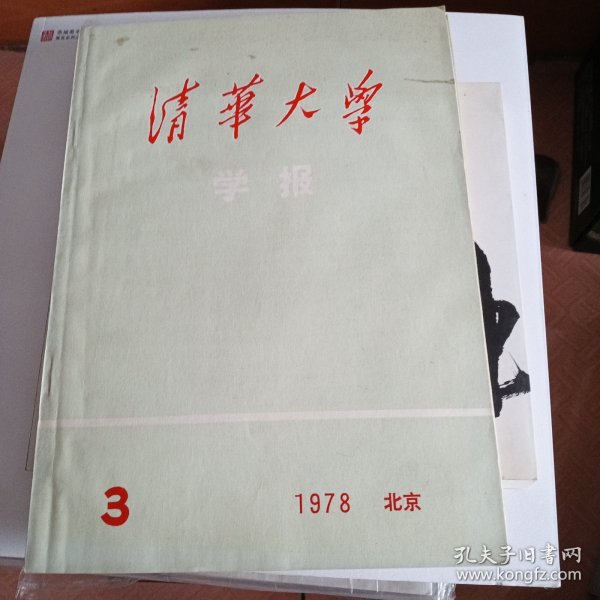 清華大學
学报
3
1978 北京
孔夫子旧书网
www.kongfz.com